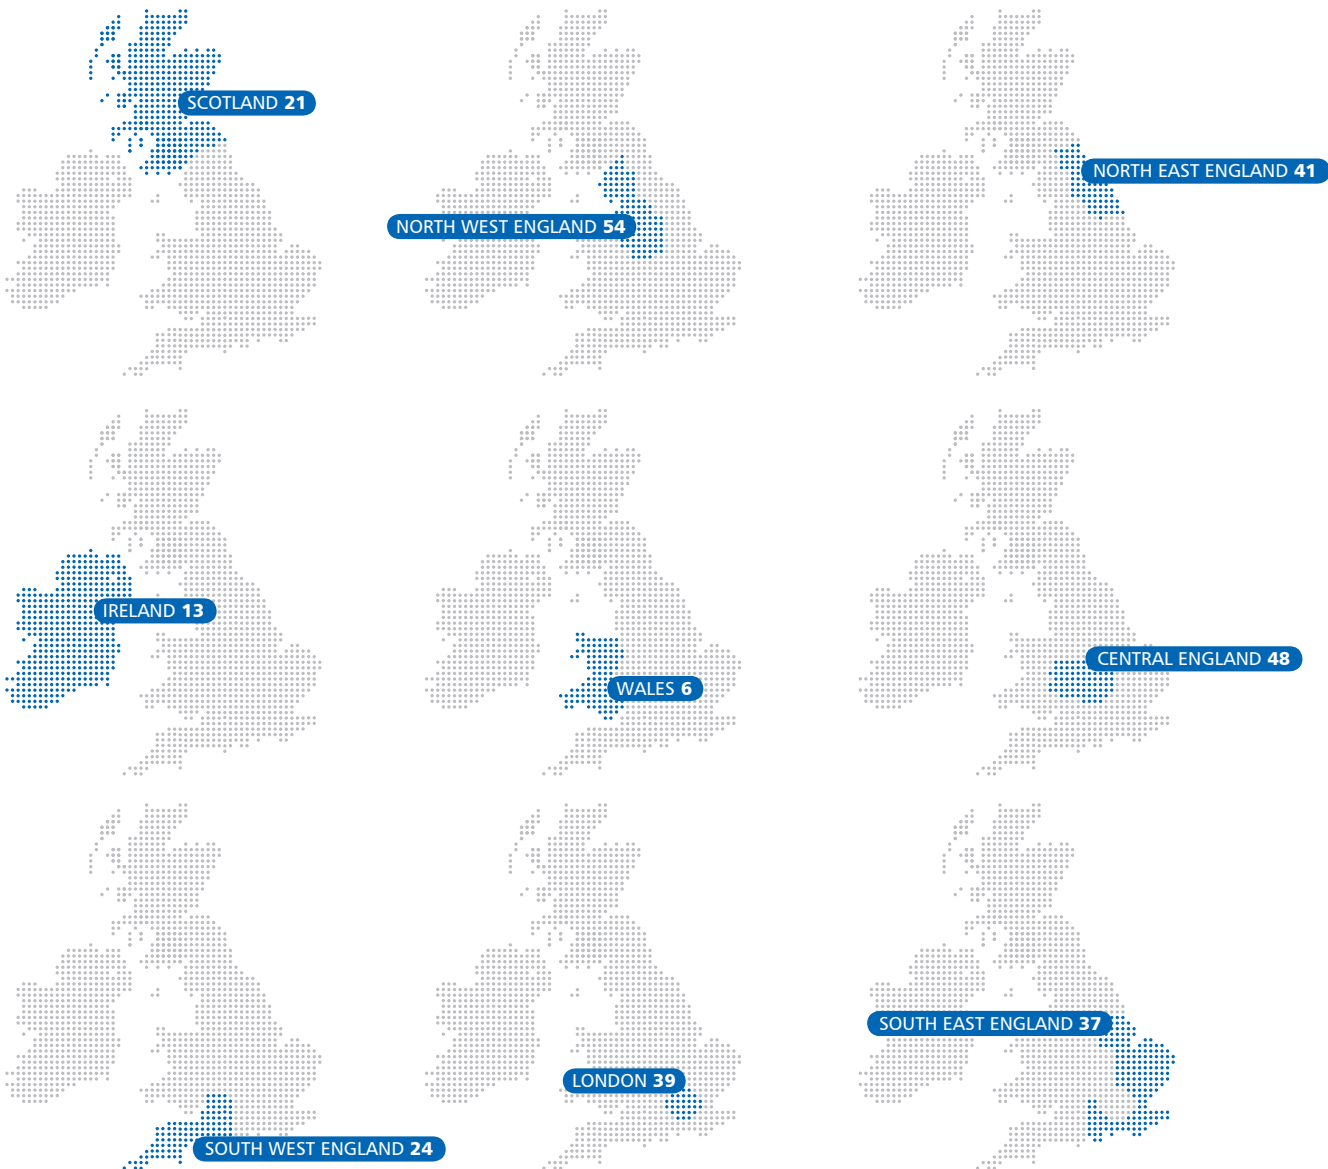 SCOTLAND 21
NORTH WEST ENGLAND 54
NORTH EAST ENGLAND 41
IRELAND 13
WALES 6
CENTRAL ENGLAND 48
SOUTH WEST ENGLAND 24
LONDON 39
SOUTH EAST ENGLAND 37